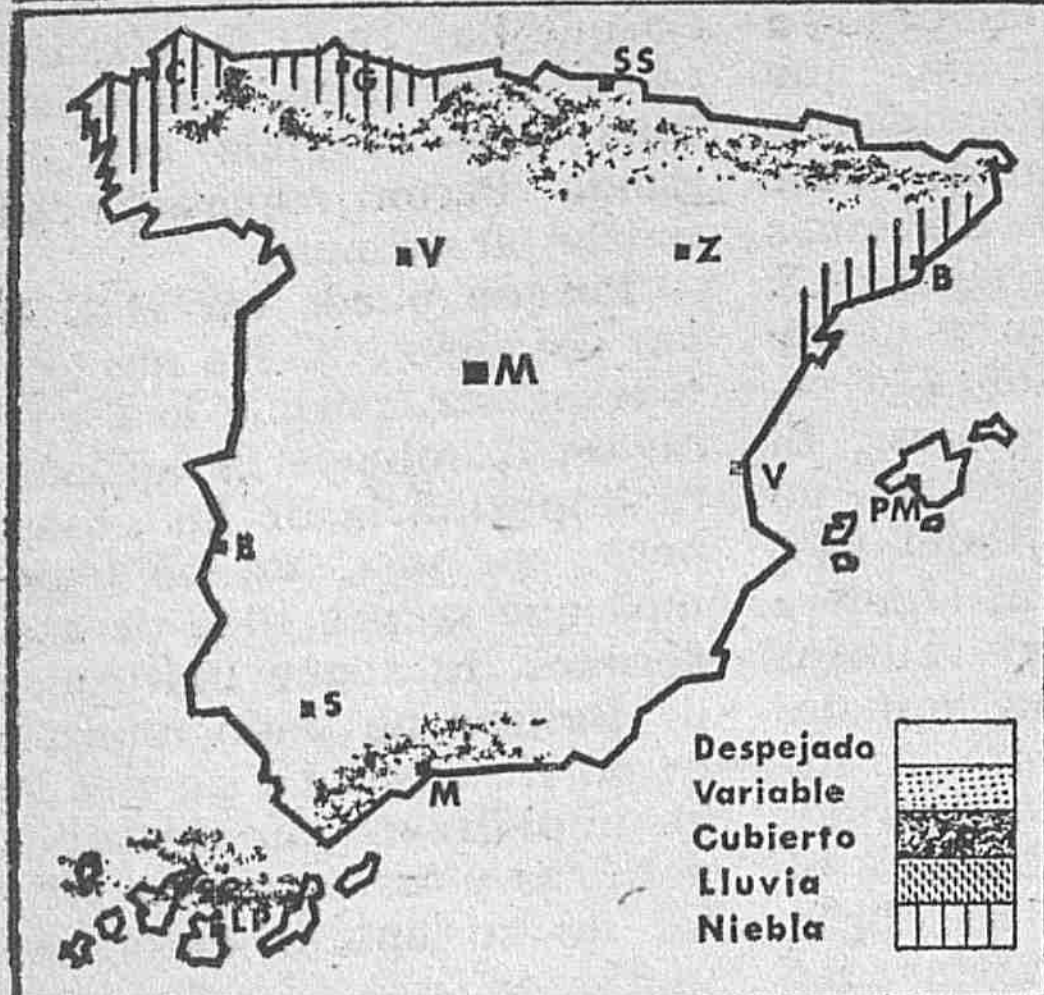 SS
C
G
V
Z
B
M
V
PM
B
S
M
LP
Despejado
Variable
Cubierto
Lluvia
Niebla